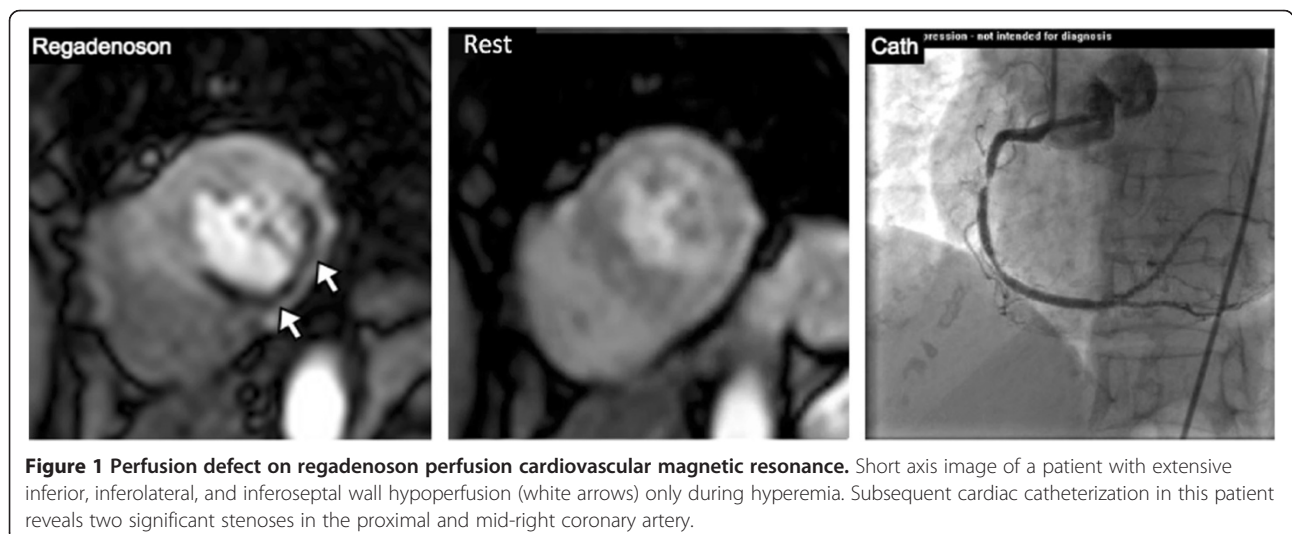 Regadenoson
Rest
Cath
pression - not intended for diagnosis
Figure 1 Perfusion defect on regadenoson perfusion cardiovascular magnetic resonance. Short axis image of a patient with extensive
inferior, inferolateral, and inferoseptal wall hypoperfusion (white arrows) only during hyperemia. Subsequent cardiac catheterization in this patient
reveals two significant stenoses in the proximal and mid-right coronary artery.